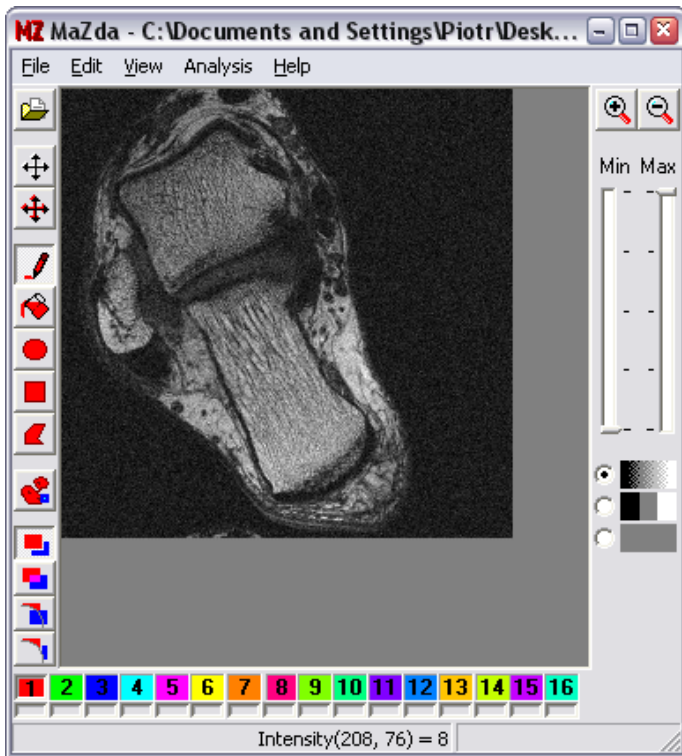 MZ MaZda - C:\Documents and Settings\Piotr\Desk...
File Edit View Analysis Help
Min Max
1 2 3 4 5 6 7 8 9 10 11 12 13 14 15 16
Intensity(208, 76) = 8